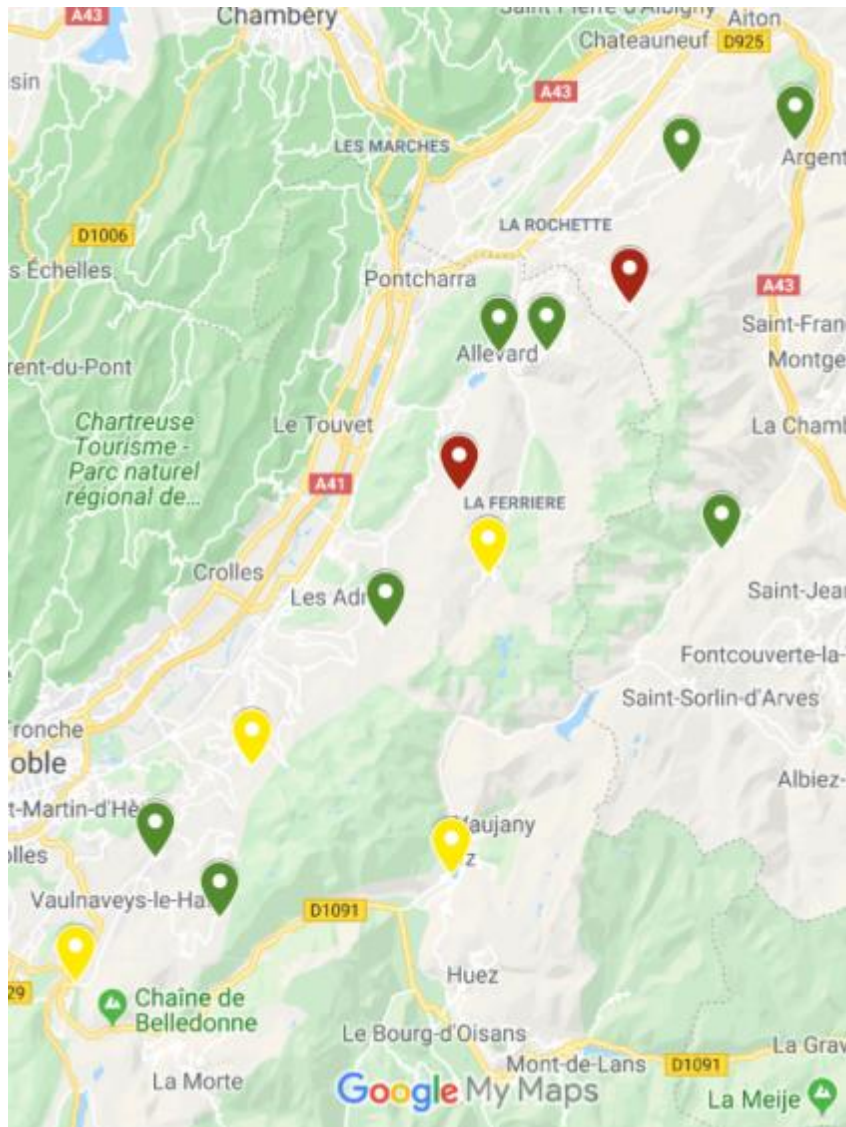 A43
Chambéry
Saint-Pierre-d'Albigny
Aiton
Chateauneuf
D925
sin
A43
LES MARCHES
Argent
D1006
LA ROCHETTE
s Échelles
Pontcharra
A43
Saint-Fran
rent-du-Pont
Allevard
Montge
Chartreuse
Tourisme -
Parc naturel
régional de...
Le Touvet
La Chamb
A41
LA FERRIERE
Crolles
Les Adr
Saint-Jear
Fontcouverte-la-
Saint-Sorlin-d'Arves
Tronche
oble
Albiez-
t-Martin-d'Hè
Vaujany
z
olles
Vaulnaveys-le-Ha
D1091
29
Huez
Chaîne de
Belledonne
Le Bourg-d'Oisans
Mont-de-Lans
D1091
La Grav
La Morte
Google My Maps
La Meije